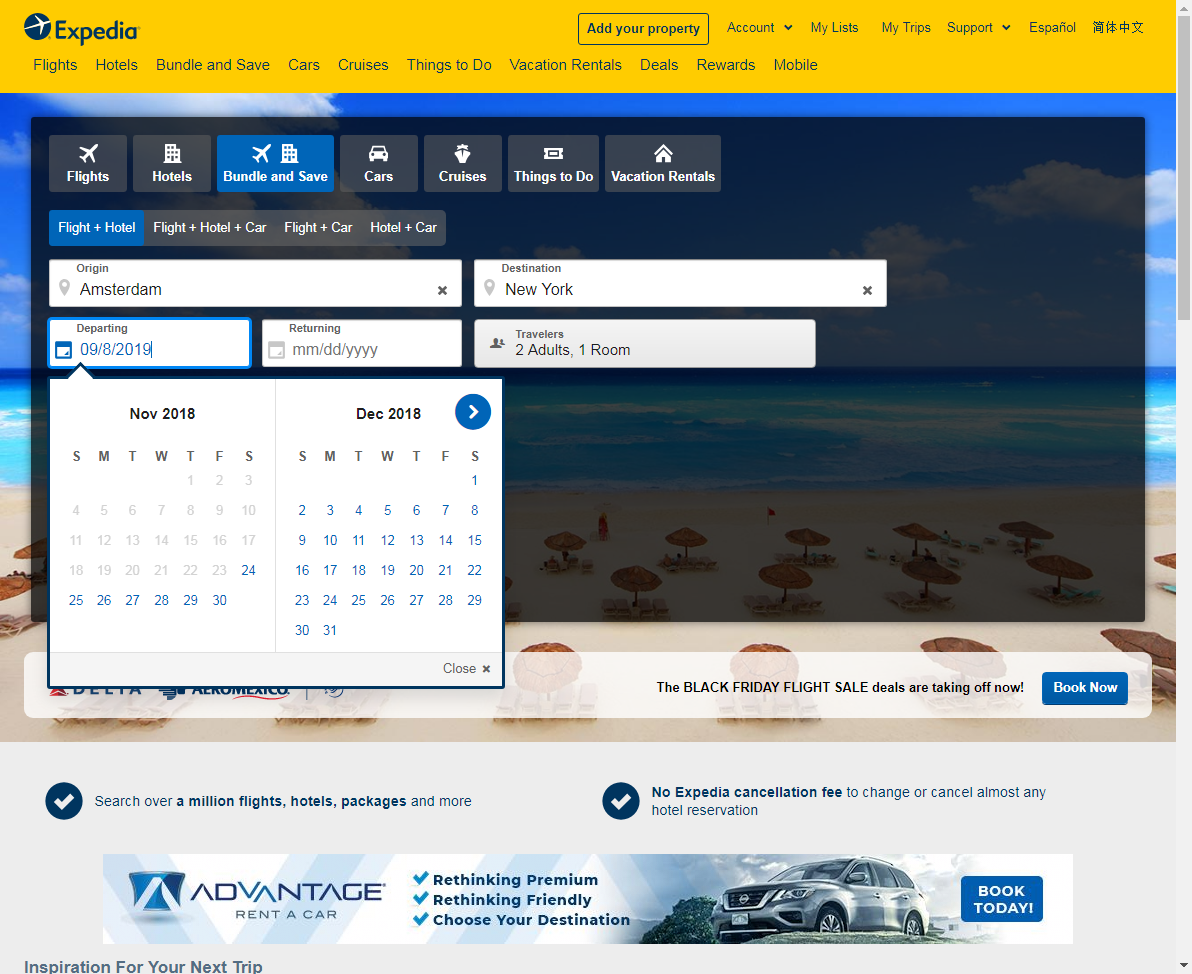 Expedia
Add your property
Account
My Lists
My Trips
Support
Español
简体中文
Flights
Hotels
Bundle and Save
Cars
Cruises
Things to Do
Vacation Rentals
Deals
Rewards
Mobile
Flights
Hotels
Bundle and Save
Cars
Cruises
Things to Do
Vacation Rentals
Flight + Hotel
Flight + Hotel + Car
Flight + Car
Hotel + Car
Origin
Amsterdam
Destination
New York
Departing
09/8/2019
Returning
mm/dd/yyyy
Travelers
2 Adults, 1 Room
Nov 2018
S M T W T F S
1 2 3
4 5 6 7 8 9 10
11 12 13 14 15 16 17
18 19 20 21 22 23 24
25 26 27 28 29 30
Dec 2018
S M T W T F S
1
2 3 4 5 6 7 8
9 10 11 12 13 14 15
16 17 18 19 20 21 22
23 24 25 26 27 28 29
30 31
Close
DELTA
AEROMEXICO.
The BLACK FRIDAY FLIGHT SALE deals are taking off now!
Book Now
Search over a million flights, hotels, packages and more
No Expedia cancellation fee to change or cancel almost any
hotel reservation
ADVANTAGE
RENT A CAR
Rethinking Premium
Rethinking Friendly
Choose Your Destination
BOOK
TODAY!
Inspiration For Your Next Trip